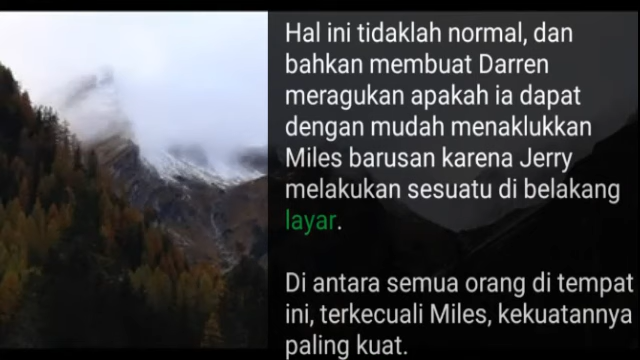 Hal ini tidaklah normal, dan
bahkan membuat Darren
meragukan apakah ia dapat
dengan mudah menaklukkan
Miles barusan karena Jerry
melakukan sesuatu di belakang
layar.
Di antara semua orang di tempat
ini, terkecuali Miles, kekuatannya
paling kuat.